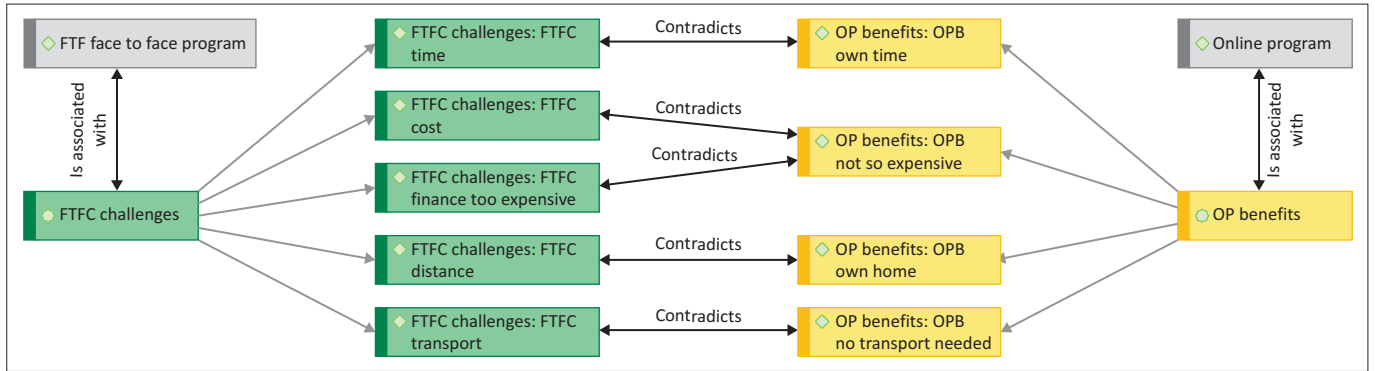 FTF face to face program
Is associated
with
FTFC challenges
FTFC challenges: FTFC
time
FTFC challenges: FTFC
cost
FTFC challenges: FTFC
finance too expensive
FTFC challenges: FTFC
distance
FTFC challenges: FTFC
transport
Contradicts
Contradicts
Contradicts
Contradicts
Contradicts
OP benefits: OPB
own time
OP benefits: OPB
not so expensive
OP benefits: OPB
own home
OP benefits: OPB
no transport needed
Online program
Is associated
with
OP benefits